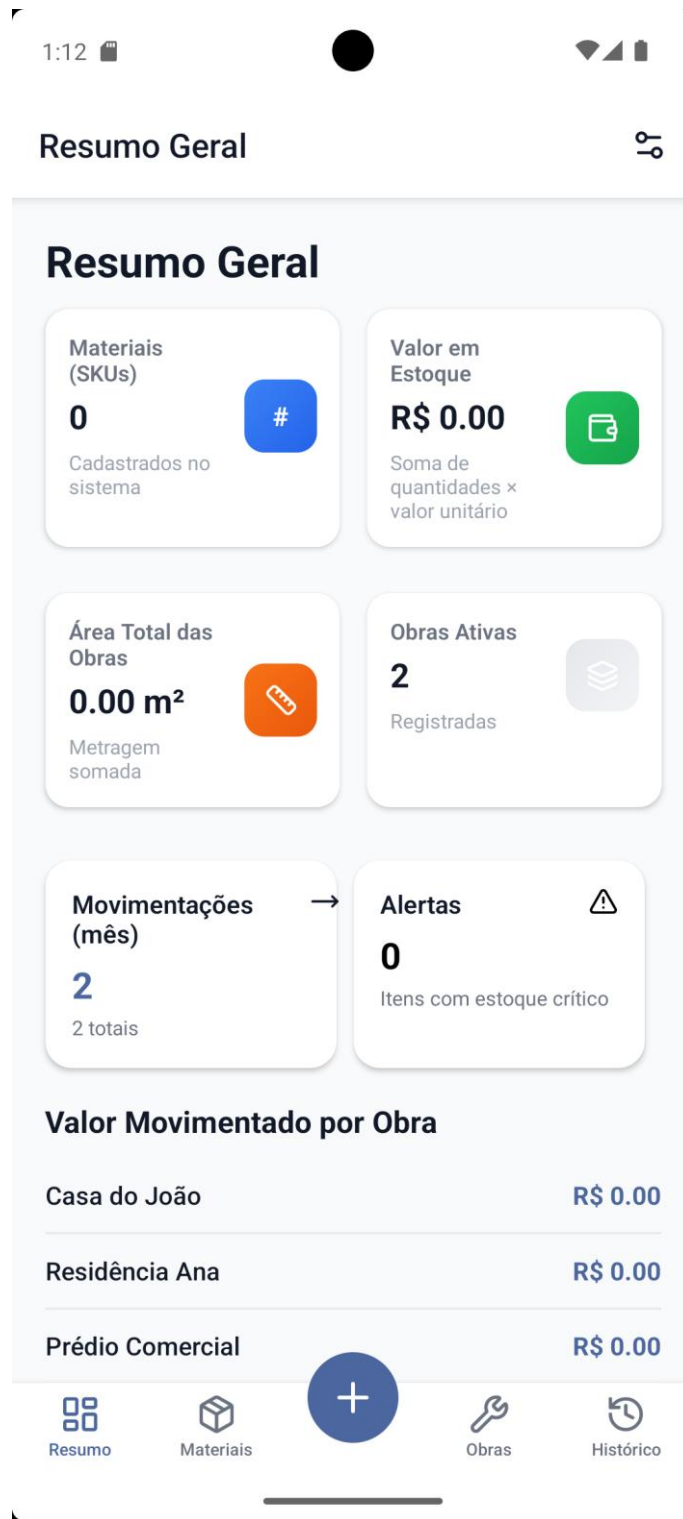 1:12
Resumo Geral
Resumo Geral
Materiais
(SKUs)
0
#
Cadastrados no
sistema
Valor em
Estoque
R$ 0.00
Soma de
quantidades ×
valor unitário
Área Total das
Obras
0.00 m²
Metragem
somada
Obras Ativas
2
Registradas
Movimentações
(mês)
→
2
2 totais
Alertas
0
Itens com estoque crítico
Valor Movimentado por Obra
Casa do João R$ 0.00
Residência Ana R$ 0.00
Prédio Comercial R$ 0.00
+
Resumo Materiais Obras Histórico